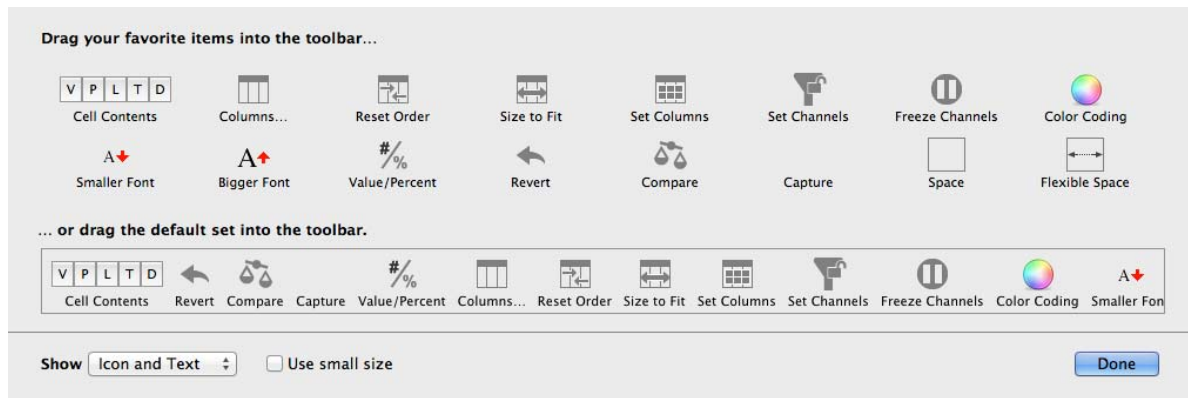 Drag your favorite items into the toolbar...
V P L T D
Cell Contents Columns... Reset Order Size to Fit Set Columns Set Channels Freeze Channels Color Coding
A A #/%
Smaller Font Bigger Font Value/Percent Revert Compare Capture Space Flexible Space
... or drag the default set into the toolbar.
V P L T D #/% A
Cell Contents Revert Compare Capture Value/Percent Columns... Reset Order Size to Fit Set Columns Set Channels Freeze Channels Color Coding Smaller Fon
Show Icon and Text Use small size Done